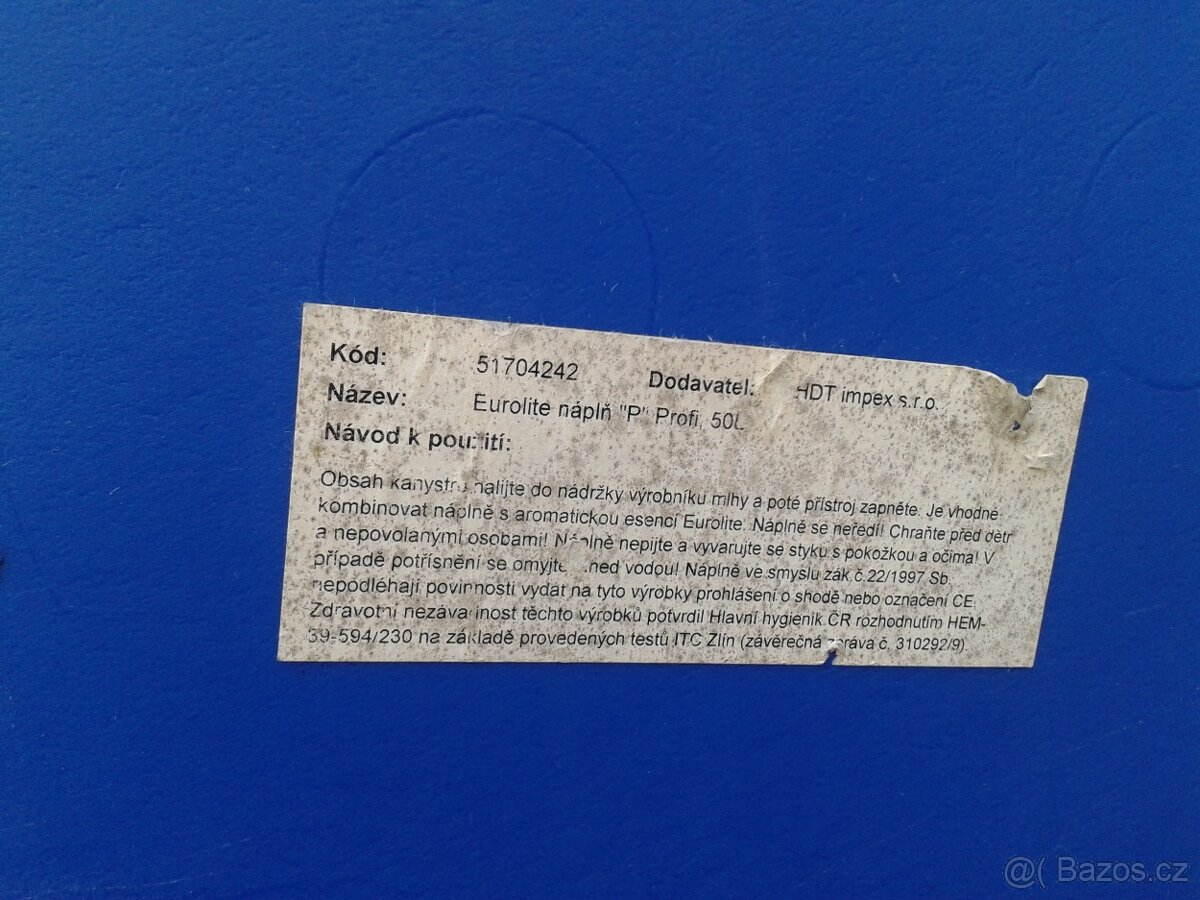 Kód: 51704242 Dodavatel: HDT impex s.r.o.
Název: Eurolite náplň "P" Profi, 50L
Návod k použití:
Obsah kanystru nalijte do nádržky výrobníku mlhy a poté přístroj zapněte. Je vhodné
kombinovat náplně s aromatickou esencí Eurolite. Náplně se neředí! Chraňte před dětmi
a nepovolanými osobami! Náplně nepijte a vyvarujte se styku s pokožkou a očima! V
případě potřísnění se omyjte ihned vodou! Náplně ve smyslu zák.č.22/1997 Sb.
nepodléhají povinnosti vydat na tyto výrobky prohlášení o shodě nebo označení CE.
Zdravotní nezávadnost těchto výrobků potvrdil Hlavní hygienik ČR rozhodnutím HEM-
59-594/230 na základě provedených testů ITC Zlín (závěrečná zpráva č. 310292/9).
@( Bazos.cz